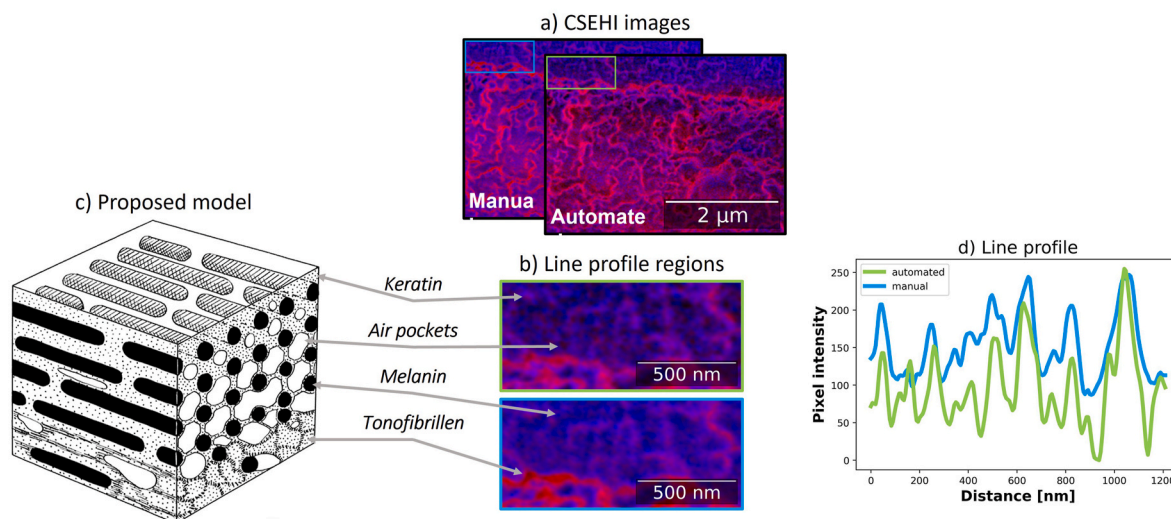 a) CSEHI images
Manua
Automate
2 μm
c) Proposed model
Keratin
Air pockets
Melanin
Tonofibrillen
b) Line profile regions
500 nm
500 nm
d) Line profile
automated
manual
Pixel intensity
250
200
150
100
50
0
0 200 400 600 800 1000 1200
Distance [nm]